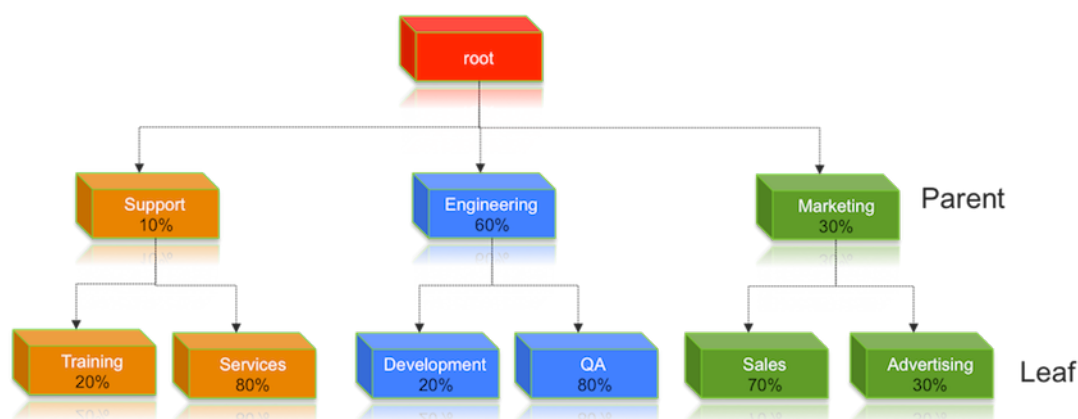 root
Support
10%
Engineering
60%
Marketing
30%
Parent
Training
20%
Services
80%
Development
20%
QA
80%
Sales
70%
Advertising
30%
Leaf